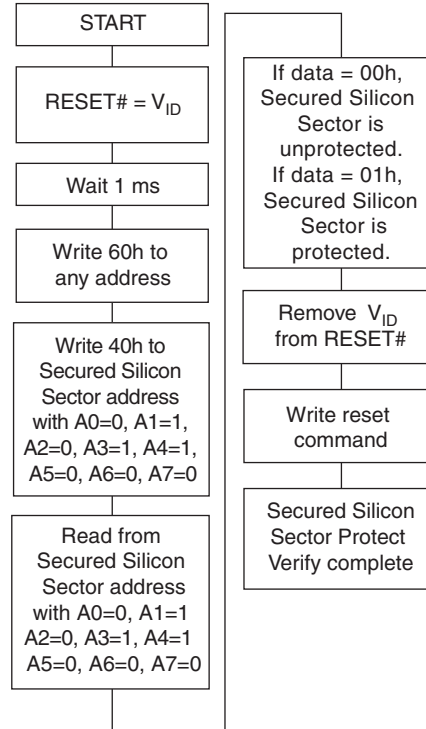 START
RESET# = VID
Wait 1 ms
Write 60h to
any address
Write 40h to
Secured Silicon
Sector address
with A0=0, A1=1,
A2=0, A3=1, A4=1,
A5=0, A6=0, A7=0
Read from
Secured Silicon
Sector address
with A0=0, A1=1
A2=0, A3=1, A4=1
A5=0, A6=0, A7=0
If data = 00h,
Secured Silicon
Sector is
unprotected.
If data = 01h,
Secured Silicon
Sector is
protected.
Remove VID
from RESET#
Write reset
command
Secured Silicon
Sector Protect
Verify complete